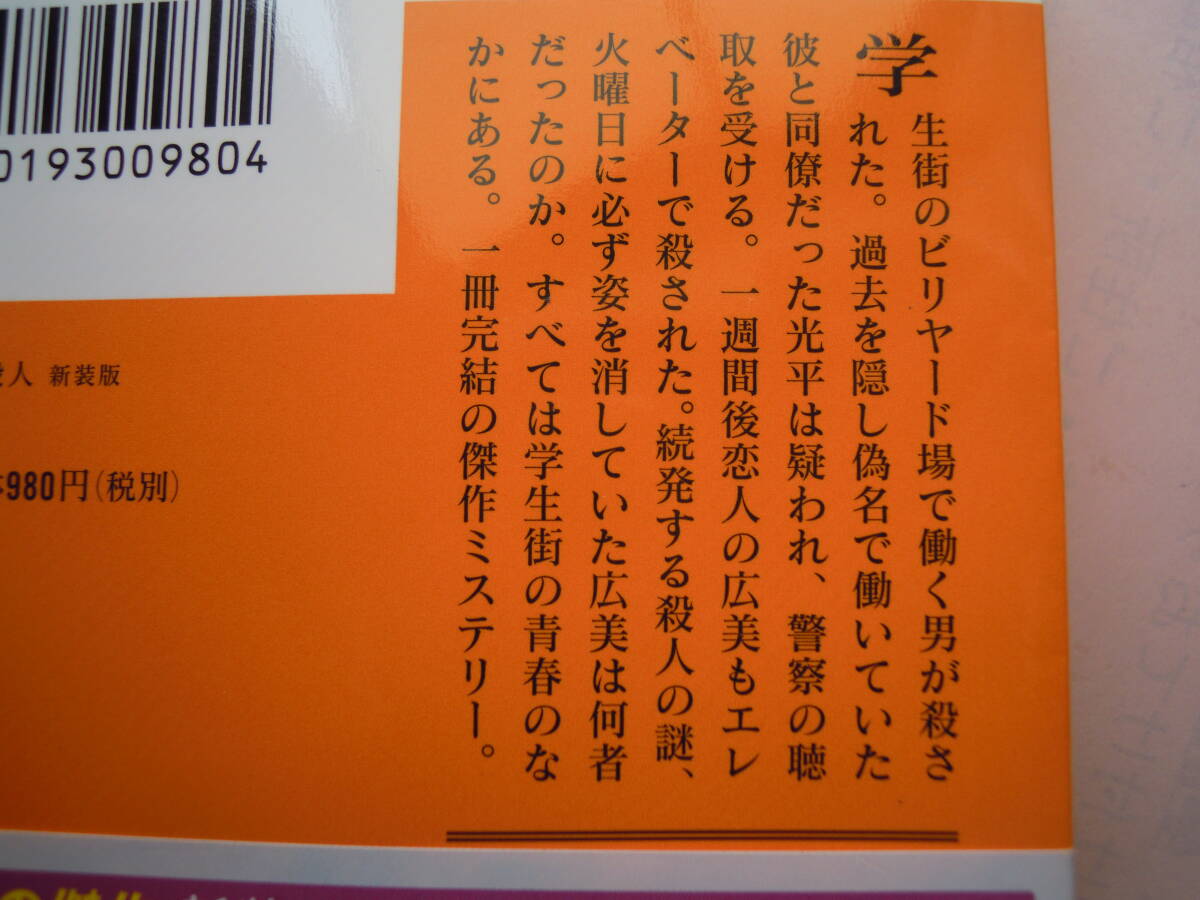 学生街のビリヤード場で働く男が殺さ
れた。過去を隠し偽名で働いていた
彼と同僚だった光平は疑われ、警察の聴
取を受ける。一週間後恋人の広美もエレ
ベーターで殺された。続発する殺人の謎、
火曜日に必ず姿を消していた広美は何者
だったのか。すべては学生街の青春のな
かにある。一冊完結の傑作ミステリー。
0193009804
人 新装版
980円(税別)